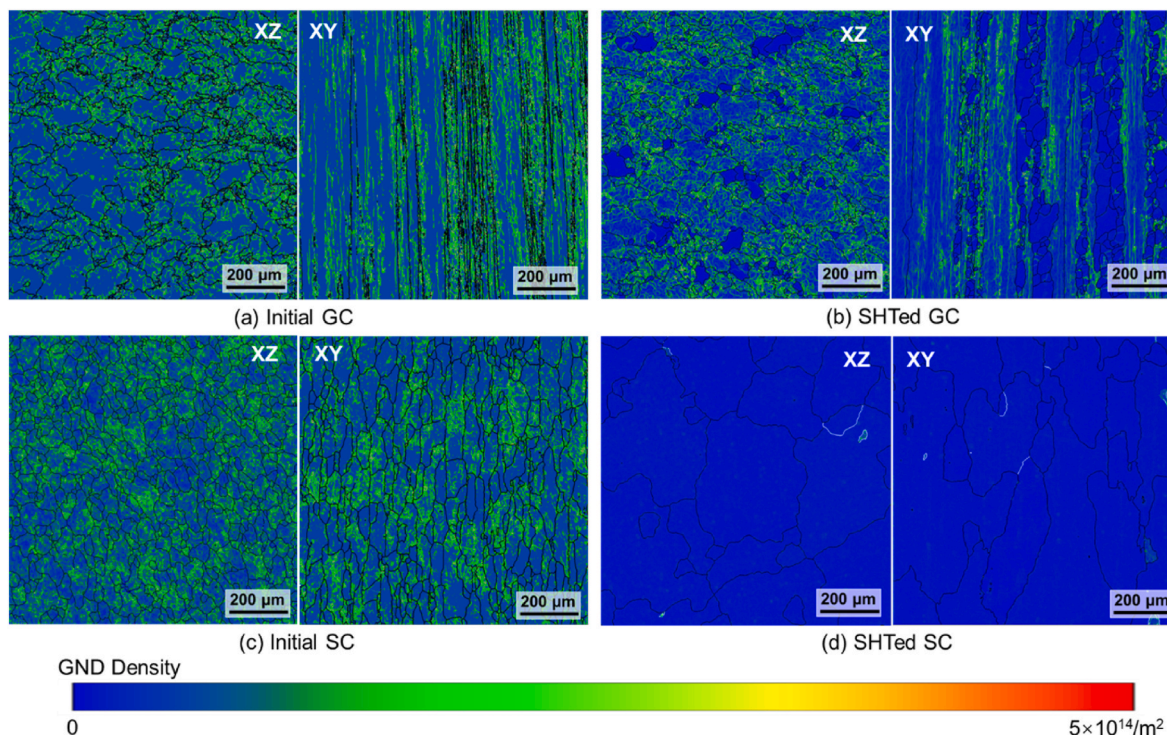 XZ XY XZ XY
200 µm 200 µm 200 µm 200 µm
(a) Initial GC (b) SHTed GC
XZ XY XZ XY
200 µm 200 µm 200 µm 200 µm
(c) Initial SC (d) SHTed SC
GND Density
0 5×10¹⁴/m²